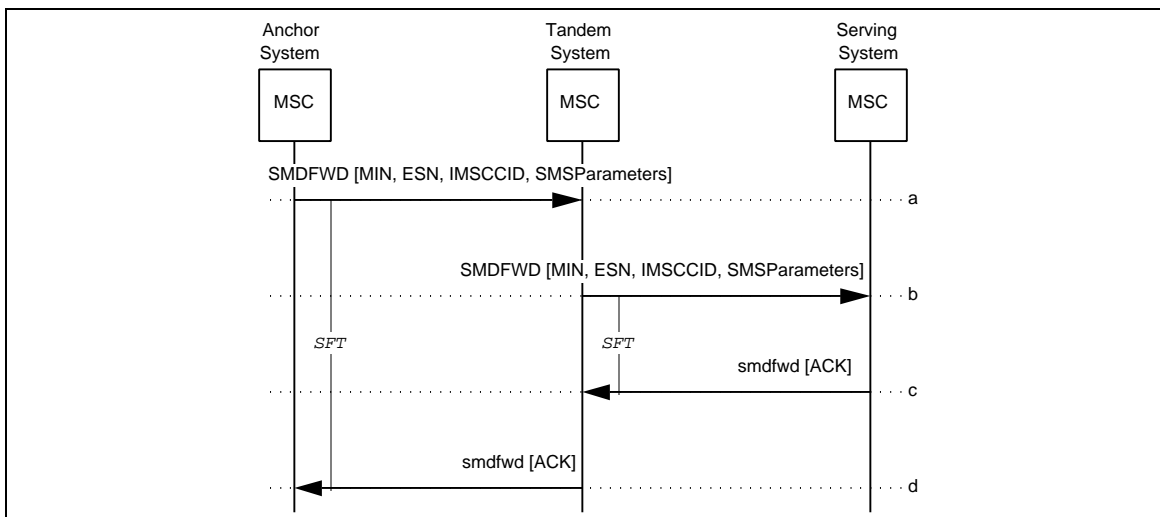 Anchor
System
Tandem
System
Serving
System
MSC
MSC
MSC
SMDFWD [MIN, ESN, IMSCCID, SMSParameters]
a
SMDFWD [MIN, ESN, IMSCCID, SMSParameters]
b
SFT
SFT
smdfwd [ACK]
c
smdfwd [ACK]
d